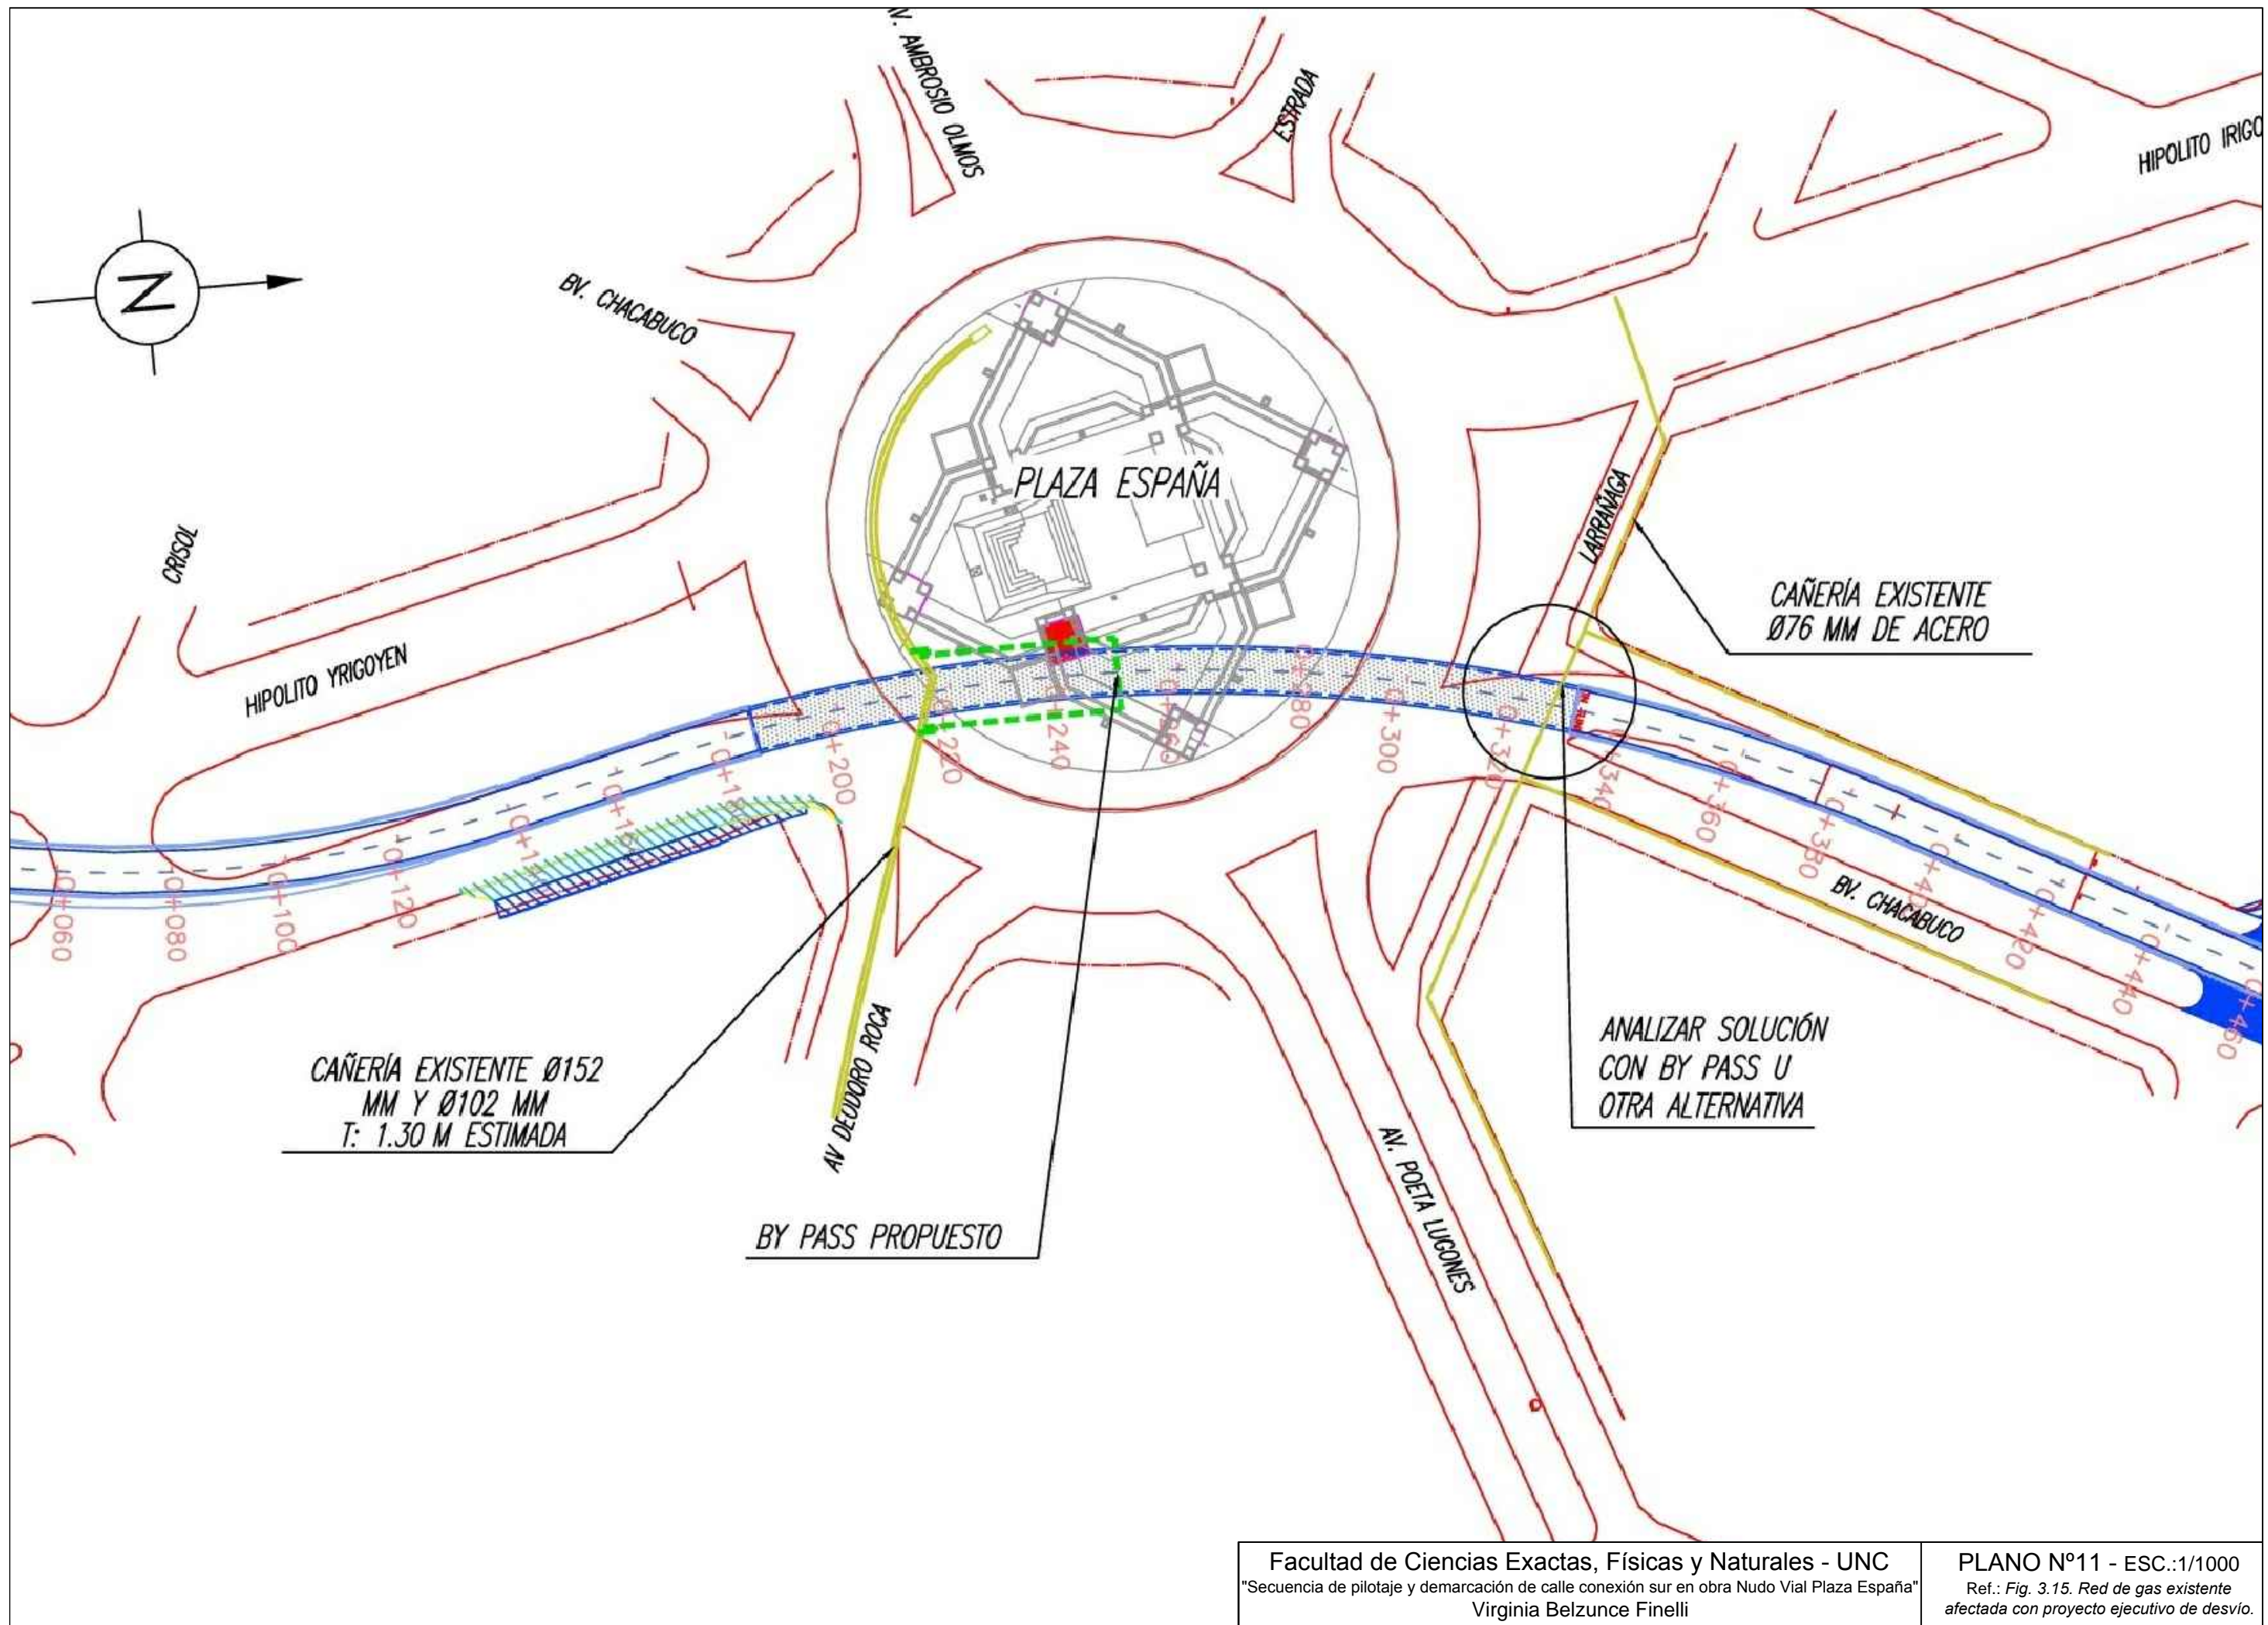 AV. AMBROSIO OLMOS
ESTRADA
HIPOLITO IRIGO
N
BV. CHACABUCO
PLAZA ESPAÑA
CRISOL
LARRAÑAGA
HIPOLITO YRIGOYEN
CAÑERÍA EXISTENTE
Ø76 MM DE ACERO
0+060
0+080
0+100
0+120
0+200
0+240
0+300
0+320
0+360
0+380
0+420
0+440
0+460
BV. CHACABUCO
CAÑERÍA EXISTENTE Ø152
MM Y Ø102 MM
T: 1.30 M ESTIMADA
AV DEODORO ROCA
BY PASS PROPUESTO
AV. POETA LUGONES
ANALIZAR SOLUCIÓN
CON BY PASS U
OTRA ALTERNATIVA
Facultad de Ciencias Exactas, Físicas y Naturales - UNC
"Secuencia de pilotaje y demarcación de calle conexión sur en obra Nudo Vial Plaza España"
Virginia Belzunce Finelli
PLANO Nº11 - ESC.:1/1000
Ref.: Fig. 3.15. Red de gas existente
afectada con proyecto ejecutivo de desvío.